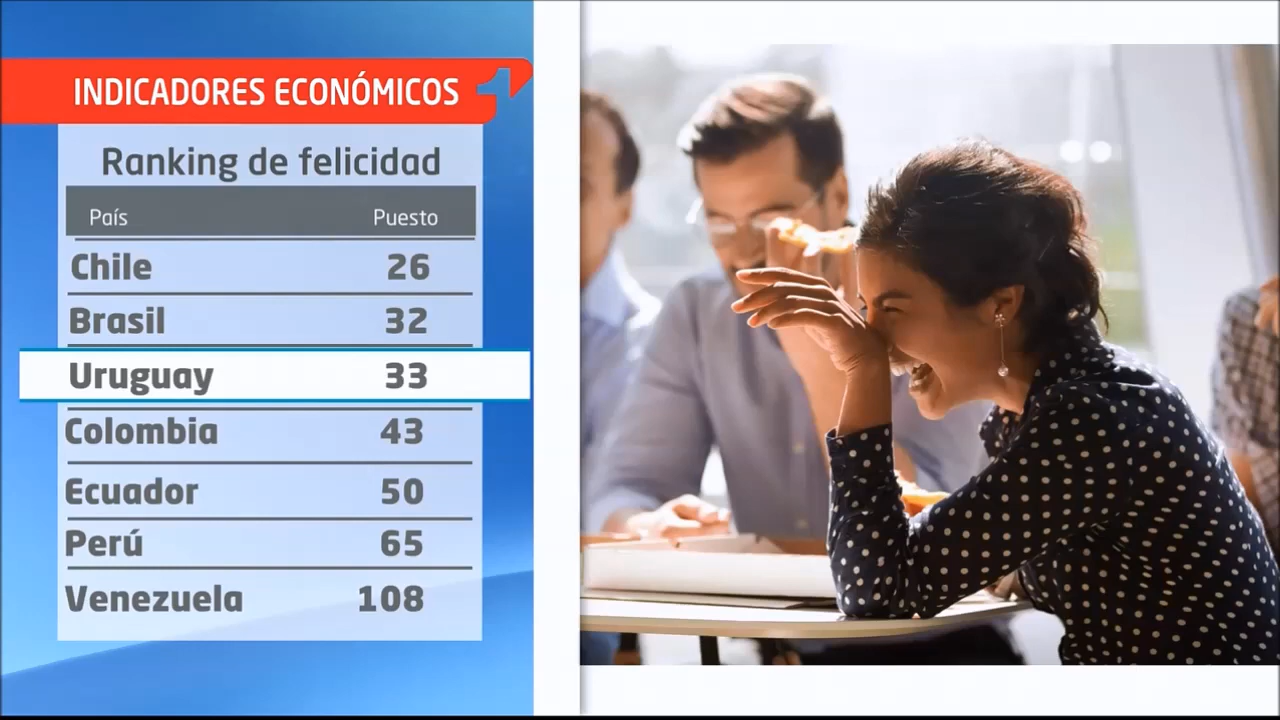 INDICADORES ECONÓMICOS
Ranking de felicidad
País Puesto
Chile 26
Brasil 32
Uruguay 33
Colombia 43
Ecuador 50
Perú 65
Venezuela 108